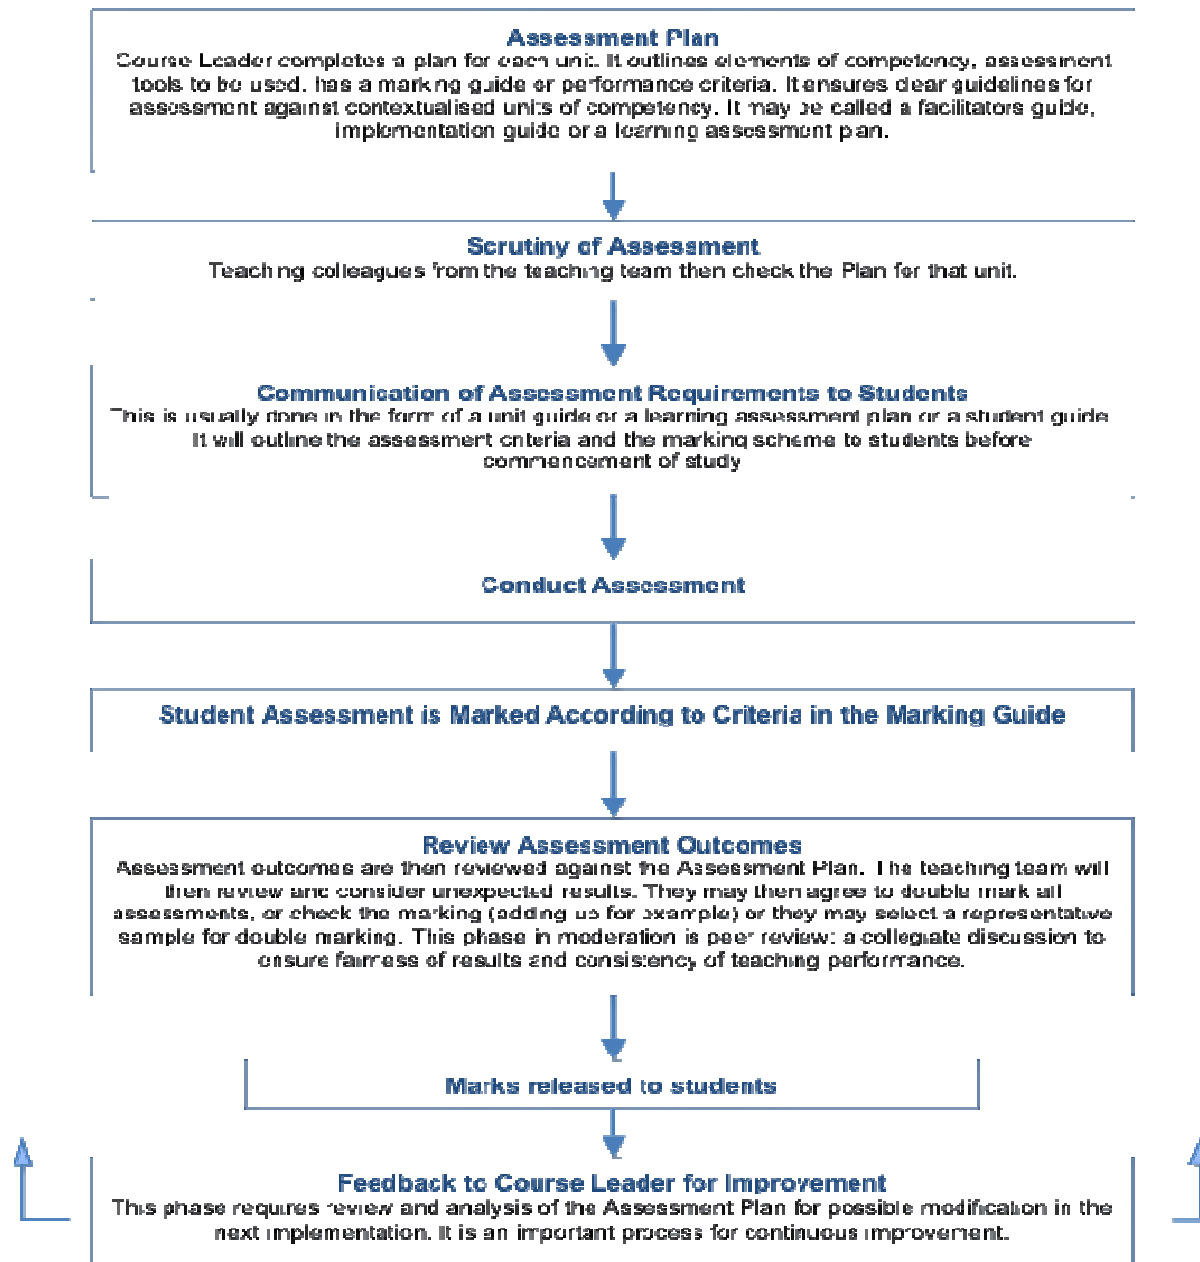 Assessment Plan
Course Leader completes a plan for each unit. It outlines elements of competency, assessment
tools to be used, has a marking guide or performance criteria. It ensures clear guidelines for
assessment against contextualised units of competency. It may be called a facilitators guide,
implementation guide or a learning assessment plan.
Scrutiny of Assessment
Teaching colleagues from the teaching team then check the Plan for that unit.
Communication of Assessment Requirements to Students
This is usually done in the form of a unit guide or a learning assessment plan or a student guide
It will outline the assessment criteria and the marking scheme to students before
commencement of study
Conduct Assessment
Student Assessment is Marked According to Criteria in the Marking Guide
Review Assessment Outcomes
Assessment outcomes are then reviewed against the Assessment Plan. The teaching team will
then review and consider unexpected results. They may then agree to double mark all
assessments, or check the marking (adding up for example) or they may select a representative
sample for double marking. This phase in moderation is peer review: a collegiate discussion to
ensure fairness of results and consistency of teaching performance.
Marks released to students
Feedback to Course Leader for Improvement
This phase requires review and analysis of the Assessment Plan for possible modification in the
next implementation. It is an important process for continuous improvement.